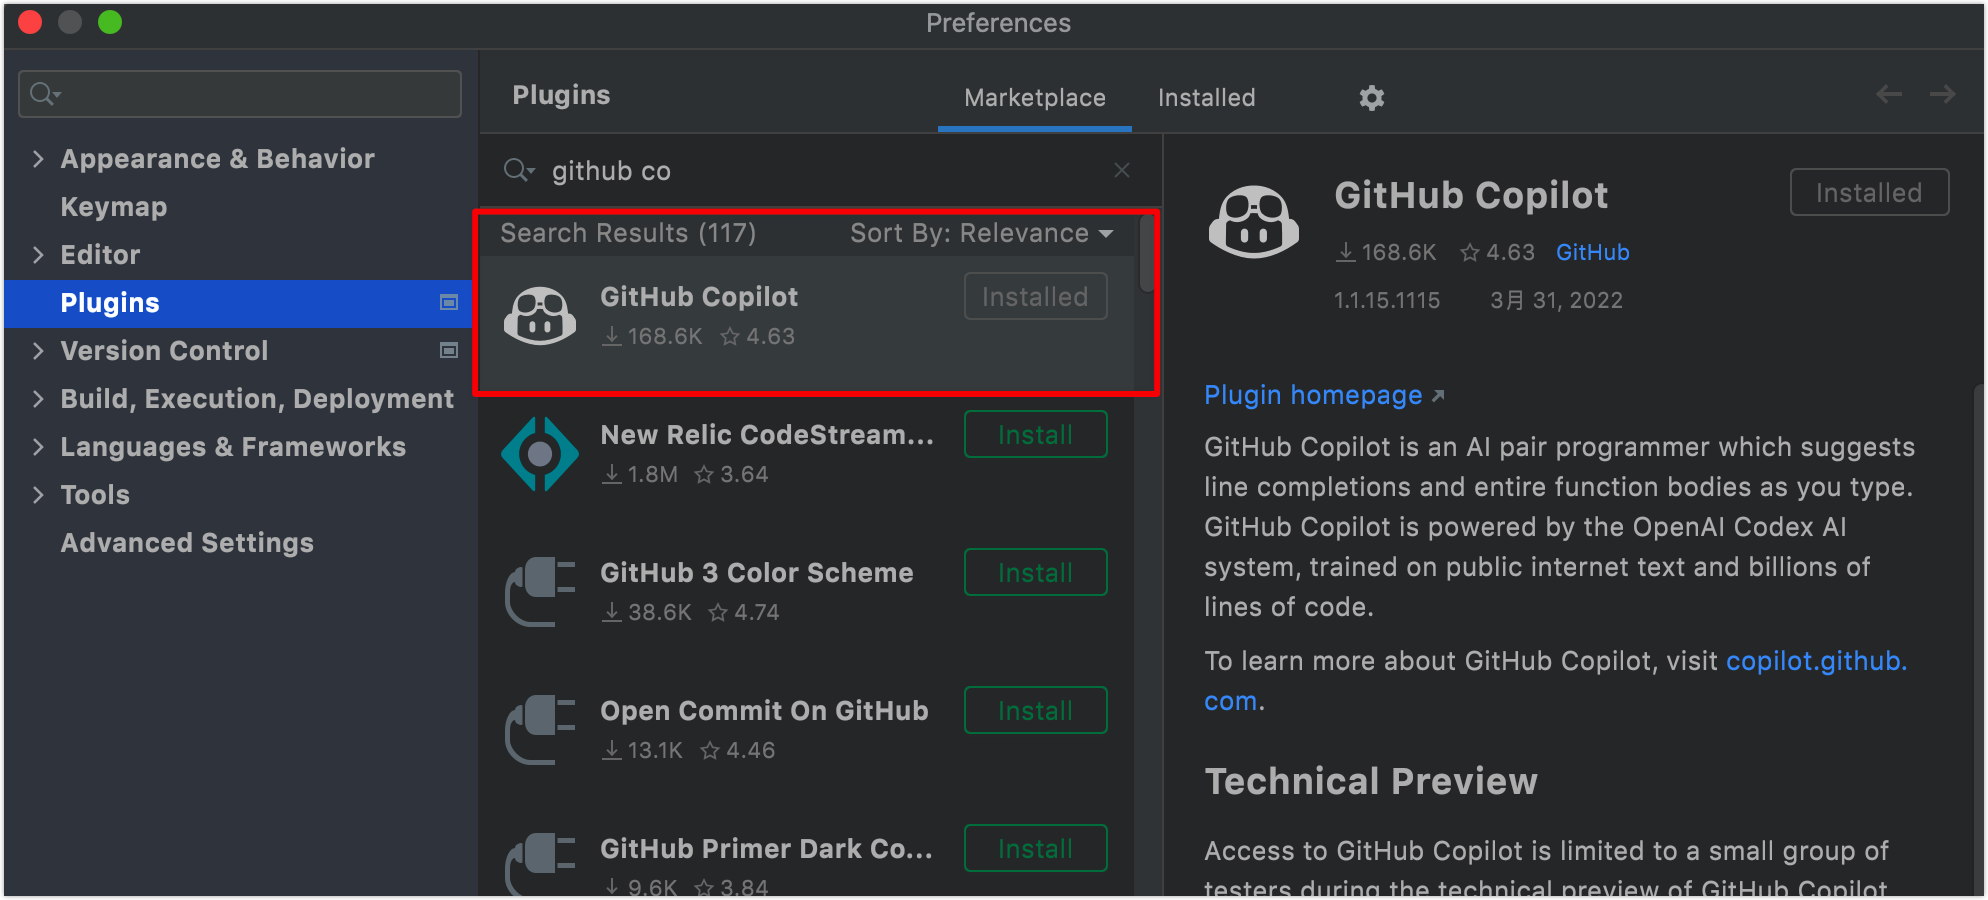 Preferences
Appearance & Behavior
Keymap
Editor
Plugins
Version Control
Build, Execution, Deployment
Languages & Frameworks
Tools
Advanced Settings
Plugins
Marketplace
Installed
github co
Search Results (117)
Sort By: Relevance
GitHub Copilot
Installed
168.6K
4.63
New Relic CodeStream...
Install
1.8M
3.64
GitHub 3 Color Scheme
Install
38.6K
4.74
Open Commit On GitHub
Install
13.1K
4.46
GitHub Primer Dark Co...
Install
9.6K
3.84
GitHub Copilot
Installed
168.6K
4.63
GitHub
1.1.15.1115
3月 31, 2022
Plugin homepage
GitHub Copilot is an AI pair programmer which suggests
line completions and entire function bodies as you type.
GitHub Copilot is powered by the OpenAI Codex AI
system, trained on public internet text and billions of
lines of code.
To learn more about GitHub Copilot, visit copilot.github.
com.
Technical Preview
Access to GitHub Copilot is limited to a small group of
testers during the technical preview of GitHub Copilot